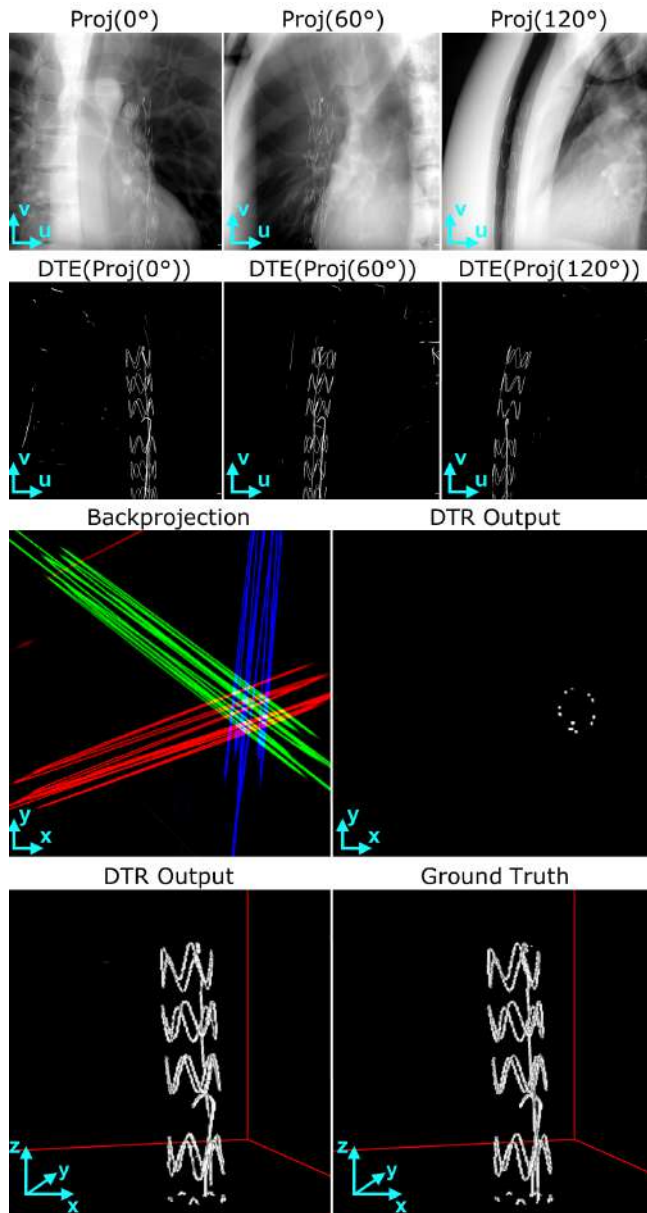 Proj(0°) Proj(60°) Proj(120°)
v u v u v u
DTE(Proj(0°)) DTE(Proj(60°)) DTE(Proj(120°))
v u v u v u
Backprojection DTR Output
y x y x
DTR Output Ground Truth
z y x z y x